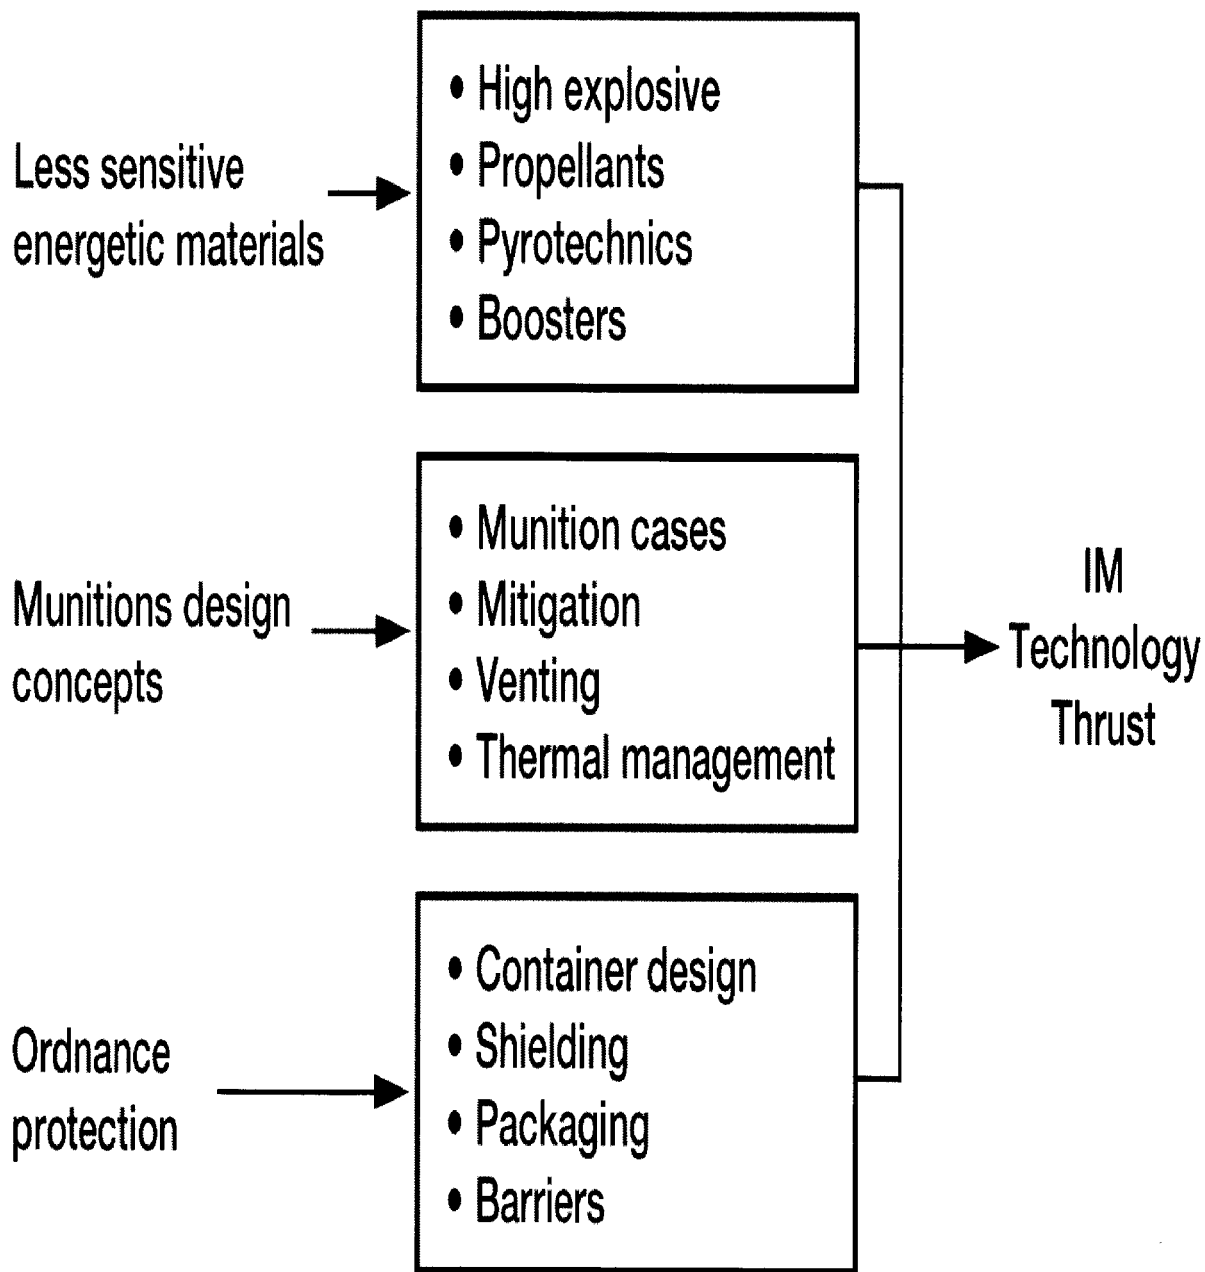 Less sensitive
energetic materials
• High explosive
• Propellants
• Pyrotechnics
• Boosters
Munitions design
concepts
• Munition cases
• Mitigation
• Venting
• Thermal management
Ordnance
protection
• Container design
• Shielding
• Packaging
• Barriers
IM
Technology
Thrust